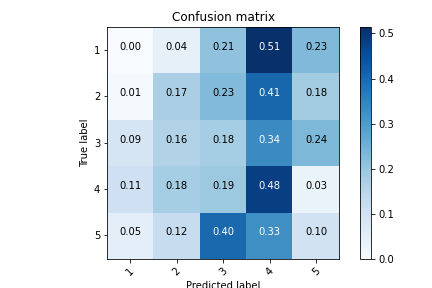 Confusion matrix
1 0.00 0.04 0.21 0.51 0.23
2 0.01 0.17 0.23 0.41 0.18
3 0.09 0.16 0.18 0.34 0.24
4 0.11 0.18 0.19 0.48 0.03
5 0.05 0.12 0.40 0.33 0.10
1 2 3 4 5
True label
Predicted label
0.5
0.4
0.3
0.2
0.1
0.0